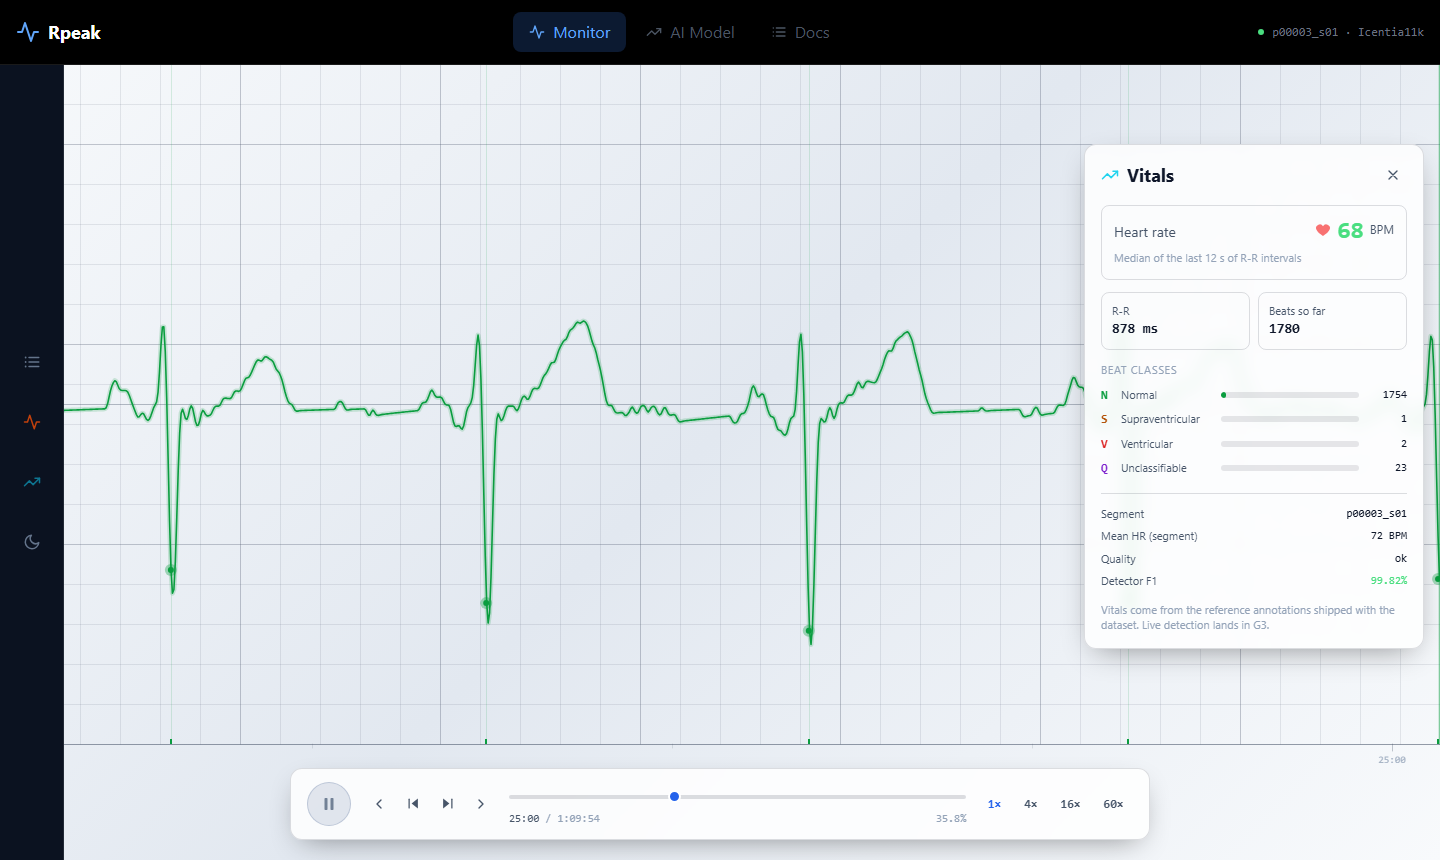 Rpeak
Monitor
AI Model
Docs
p00003_s01 · Icentia11k
Vitals
Heart rate
68 BPM
Median of the last 12 s of R-R intervals
R-R
878 ms
Beats so far
1780
BEAT CLASSES
N Normal 1754
S Supraventricular 1
V Ventricular 2
Q Unclassifiable 23
Segment p00003_s01
Mean HR (segment) 72 BPM
Quality ok
Detector F1 99.82%
Vitals come from the reference annotations shipped with the
dataset. Live detection lands in G3.
25:00
25:00 / 1:09:54
35.8%
1×
4×
16×
60×